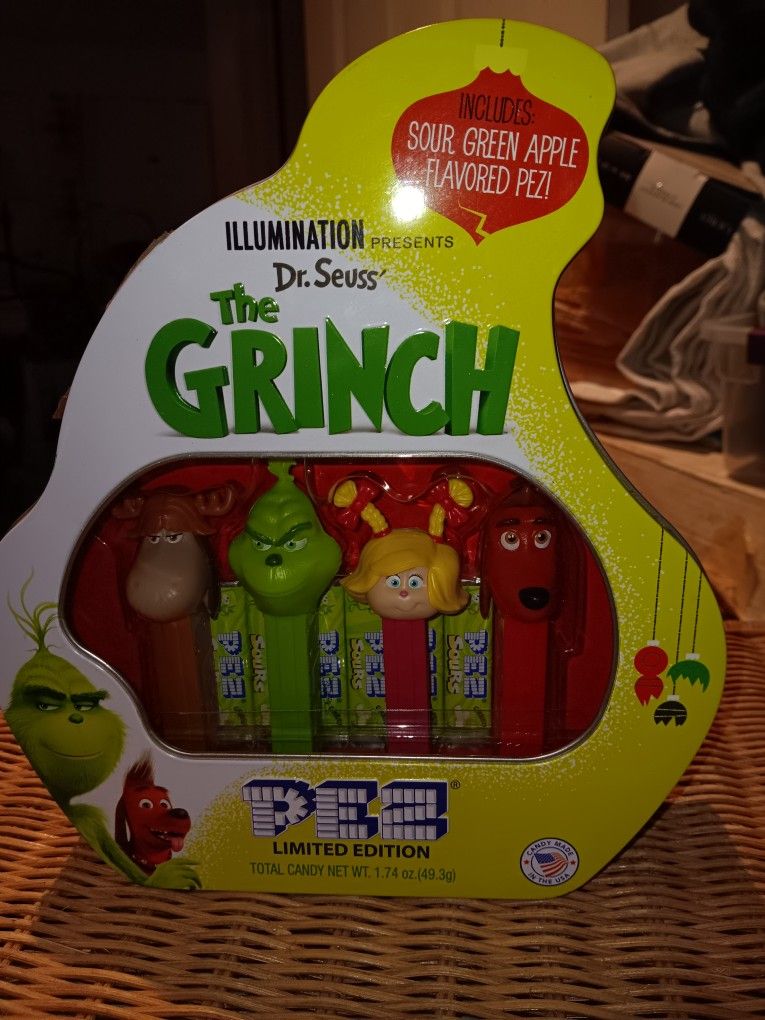 INCLUDES:
SOUR GREEN APPLE
FLAVORED PEZ!
ILLUMINATION PRESENTS
Dr. Seuss'
The
GRINCH
PEZ
SOURS
PEZ
PEZ
SOURS
PEZ
PEZ®
LIMITED EDITION
TOTAL CANDY NET WT. 1.74 oz.(49.3g)
CANDY MADE
IN THE USA